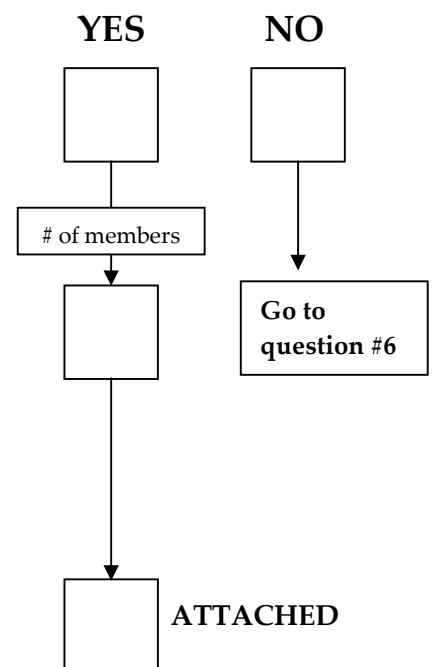 YES NO
# of members
Go to
question #6
ATTACHED